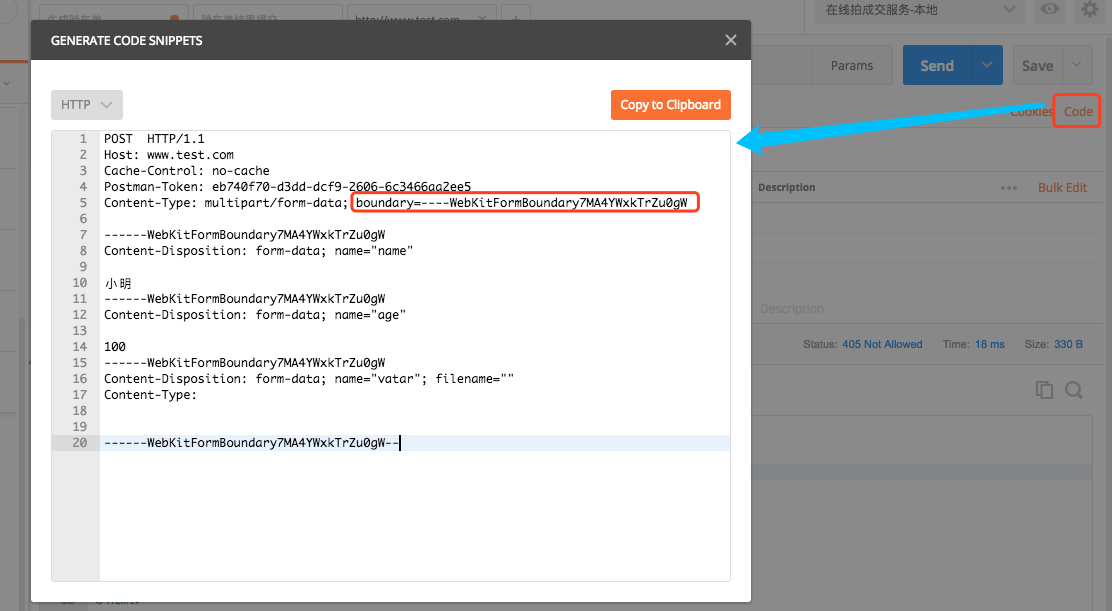 http://www.test.com
在线拍成交服务-本地
GENERATE CODE SNIPPETS
Params
Send
Save
HTTP
Copy to Clipboard
Cookies
Code
1 POST  HTTP/1.1
2 Host: www.test.com
3 Cache-Control: no-cache
4 Postman-Token: eb740f70-d3dd-dcf9-2606-6c3466aa2ee5
5 Content-Type: multipart/form-data; boundary=----WebKitFormBoundary7MA4YWxkTrZu0gW
6
7 ------WebKitFormBoundary7MA4YWxkTrZu0gW
8 Content-Disposition: form-data; name="name"
9
10 小明
11 ------WebKitFormBoundary7MA4YWxkTrZu0gW
12 Content-Disposition: form-data; name="age"
13
14 100
15 ------WebKitFormBoundary7MA4YWxkTrZu0gW
16 Content-Disposition: form-data; name="vatar"; filename=""
17 Content-Type:
18
19
20 ------WebKitFormBoundary7MA4YWxkTrZu0gW--
Description
Bulk Edit
Description
Status: 405 Not Allowed Time: 18 ms Size: 330 B